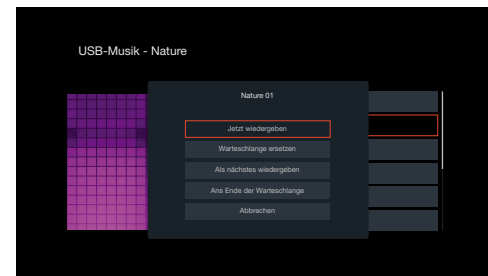 USB-Musik - Nature
Nature 01
Jetzt wiedergeben
Warteschlange ersetzen
Als nächstes wiedergeben
Ans Ende der Warteschlange
Abbrechen